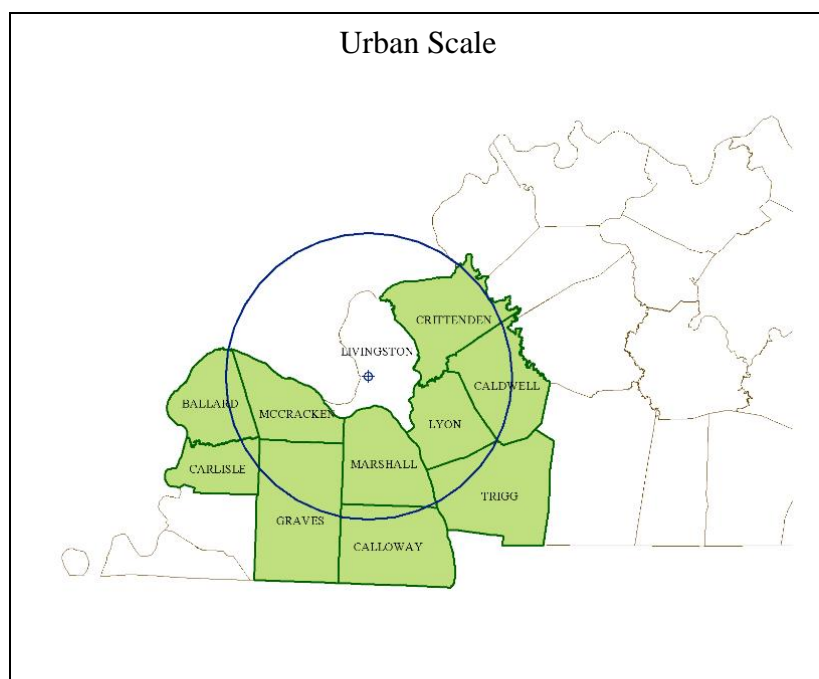 Urban Scale
CRITTENDEN
LIVINGSTON
CALDWELL
BALLARD
MCCRACKEN
LYON
MARSHALL
CARLISLE
TRIGG
GRAVES
CALLOWAY